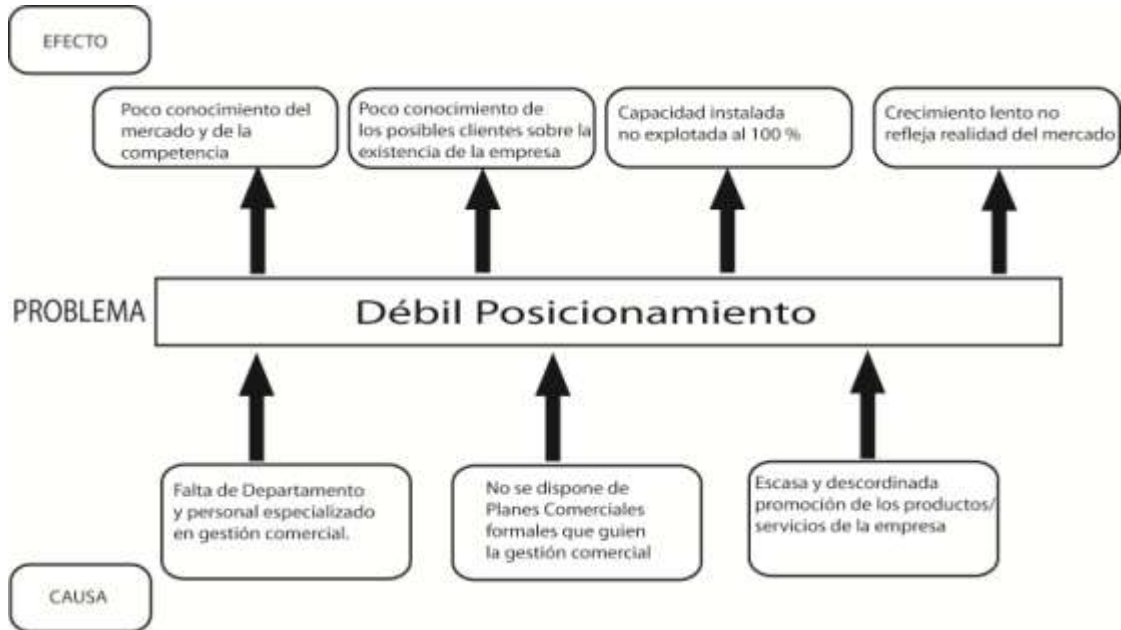 EFECTO
Poco conocimiento del
mercado y de la
competencia
Poco conocimiento de
los posibles clientes sobre la
existencia de la empresa
Capacidad instalada
no explotada al 100 %
Crecimiento lento no
refleja realidad del mercado
PROBLEMA
Débil Posicionamiento
Falta de Departamento
y personal especializado
en gestión comercial.
No se dispone de
Planes Comerciales
formales que guien
la gestión comercial
Escasa y descordinada
promoción de los productos/
servicios de la empresa
CAUSA